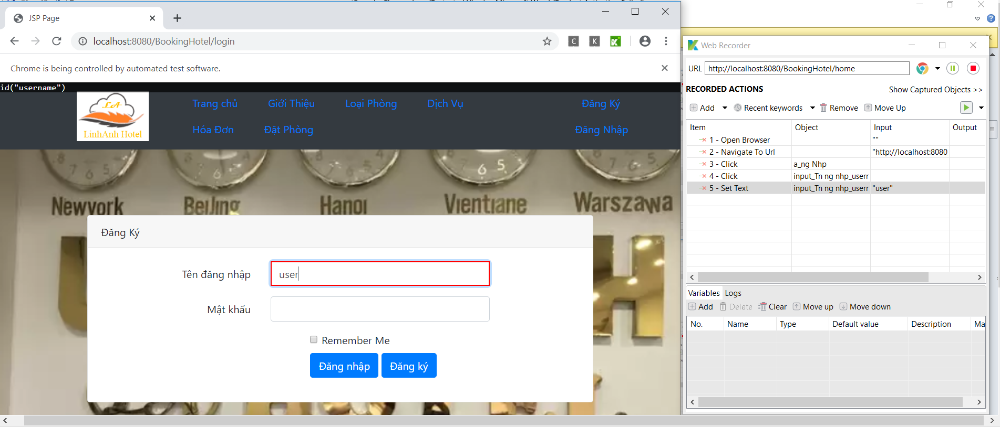 JSP Page
localhost:8080/BookingHotel/login
C
K
Chrome is being controlled by automated test software.
id("username")
LA
LinhAnh Hotel
Trang chủ
Giới Thiệu
Loại Phòng
Dịch Vụ
Đăng Ký
Hóa Đơn
Đặt Phòng
Đăng Nhập
Newyork
BeiJing
Hanoi
Vientiane
Warszawa
Đăng Ký
Tên đăng nhập
user
Mật khẩu
Remember Me
Đăng nhập
Đăng ký
Web Recorder
URL
http://localhost:8080/BookingHotel/home
RECORDED ACTIONS
Show Captured Objects >>
Add
Recent keywords
Remove
Move Up
Item Object Input Output
1 - Open Browser ""
2 - Navigate To Url "http://localhost:8080
3 - Click a_ng Nhp
4 - Click input_Tn ng nhp_userr
5 - Set Text input_Tn ng nhp_userr "user"
Variables Logs
Add Delete Clear Move up Move down
No. Name Type Default value Description Ma